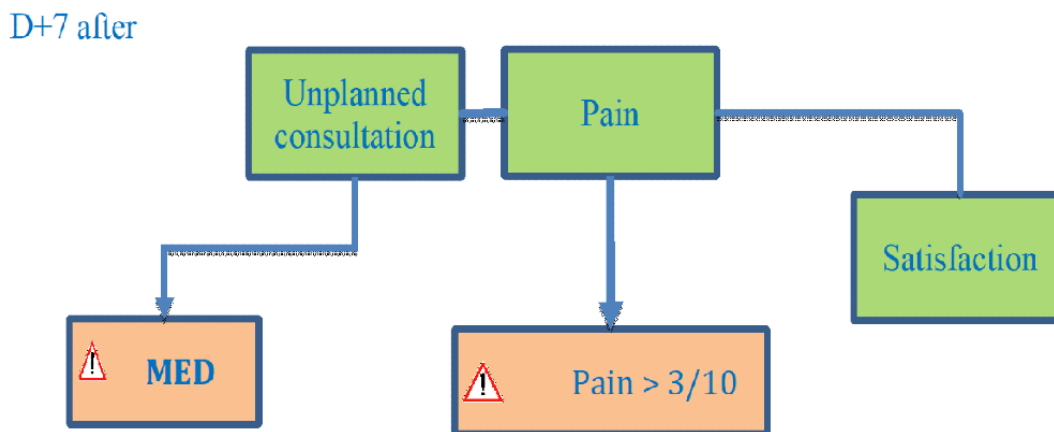 D+7 after
Unplanned
consultation
Pain
Satisfaction
! MED
! Pain > 3/10